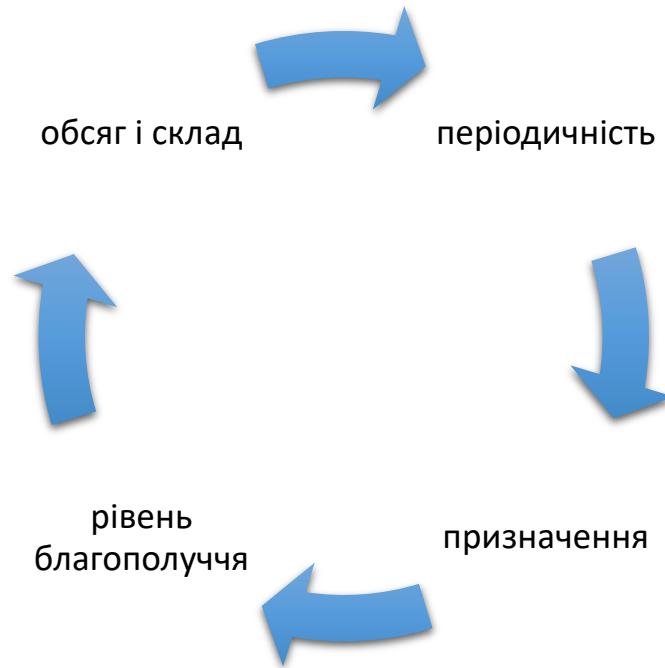 обсяг і склад
періодичність
призначення
рівень
благополуччя